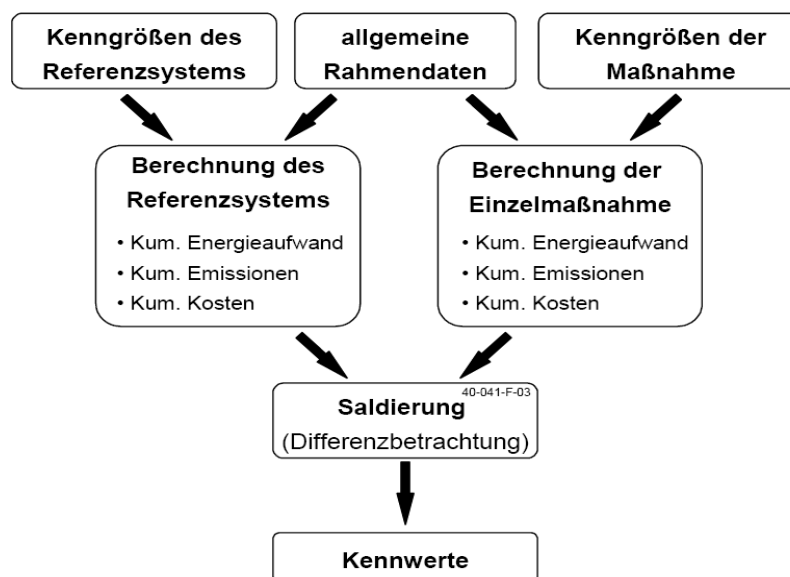 Kenngrößen des
Referenzsystems
allgemeine
Rahmendaten
Kenngrößen der
Maßnahme
Berechnung des
Referenzsystems
• Kum. Energieaufwand
• Kum. Emissionen
• Kum. Kosten
Berechnung der
Einzelmaßnahme
• Kum. Energieaufwand
• Kum. Emissionen
• Kum. Kosten
40-041-F-03
Saldierung
(Differenzbetrachtung)
Kennwerte